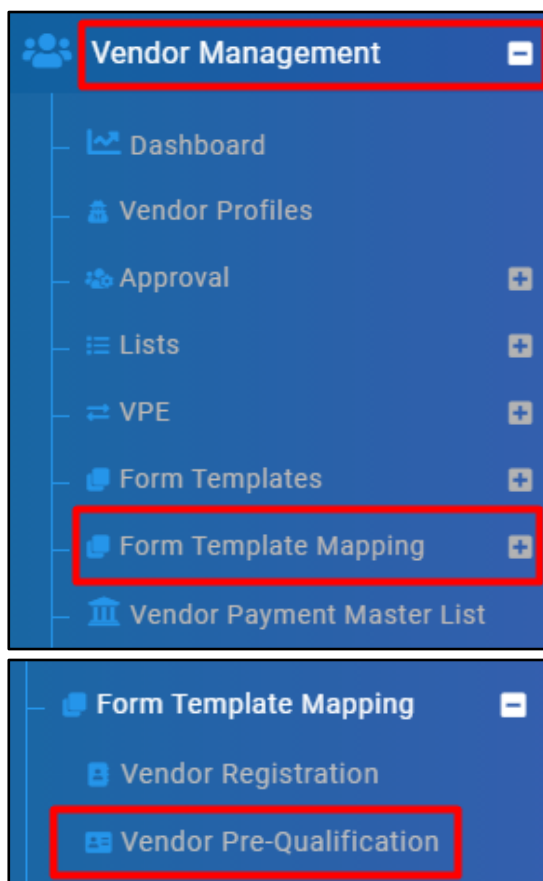 Vendor Management
Dashboard
Vendor Profiles
Approval
Lists
VPE
Form Templates
Form Template Mapping
Vendor Payment Master List
Form Template Mapping
Vendor Registration
Vendor Pre-Qualification